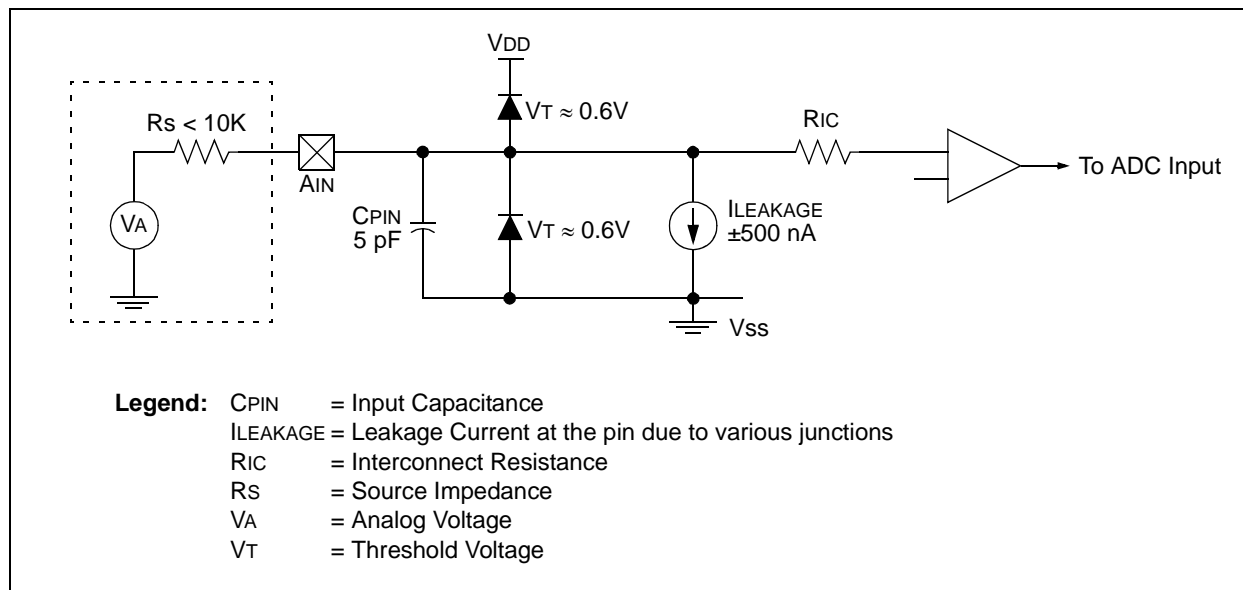 VDD
VT ≈ 0.6V
RS < 10K
RIC
AIN
To ADC Input
VA
CPIN
5 pF
VT ≈ 0.6V
ILEAKAGE
±500 nA
VSS
Legend: CPIN = Input Capacitance
ILEAKAGE = Leakage Current at the pin due to various junctions
RIC = Interconnect Resistance
RS = Source Impedance
VA = Analog Voltage
VT = Threshold Voltage